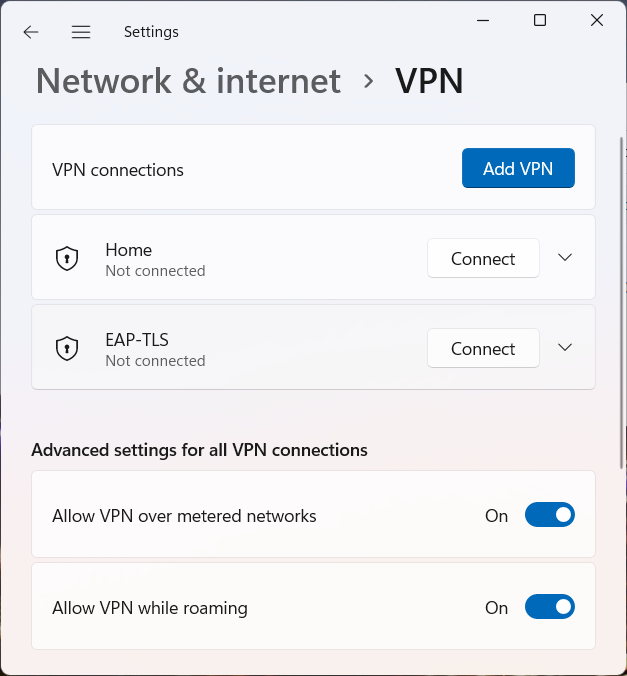 Settings
Network & internet > VPN
VPN connections
Add VPN
Home
Not connected
Connect
EAP-TLS
Not connected
Connect
Advanced settings for all VPN connections
Allow VPN over metered networks
On
Allow VPN while roaming
On